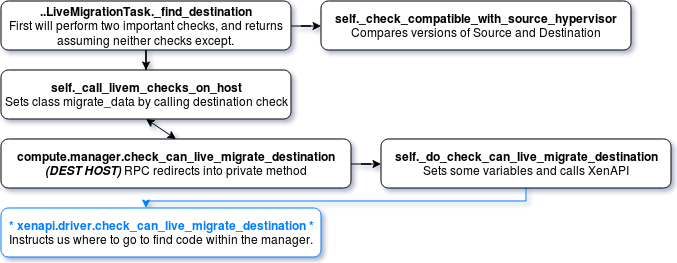 ..LiveMigrationTask._find_destination
First will perform two important checks, and returns
assuming neither checks except.
self._check_compatible_with_source_hypervisor
Compares versions of Source and Destination
self._call_livem_checks_on_host
Sets class migrate_data by calling destination check
compute.manager.check_can_live_migrate_destination
(DEST HOST) RPC redirects into private method
self._do_check_can_live_migrate_destination
Sets some variables and calls XenAPI
* xenapi.driver.check_can_live_migrate_destination *
Instructs us where to go to find code within the manager.